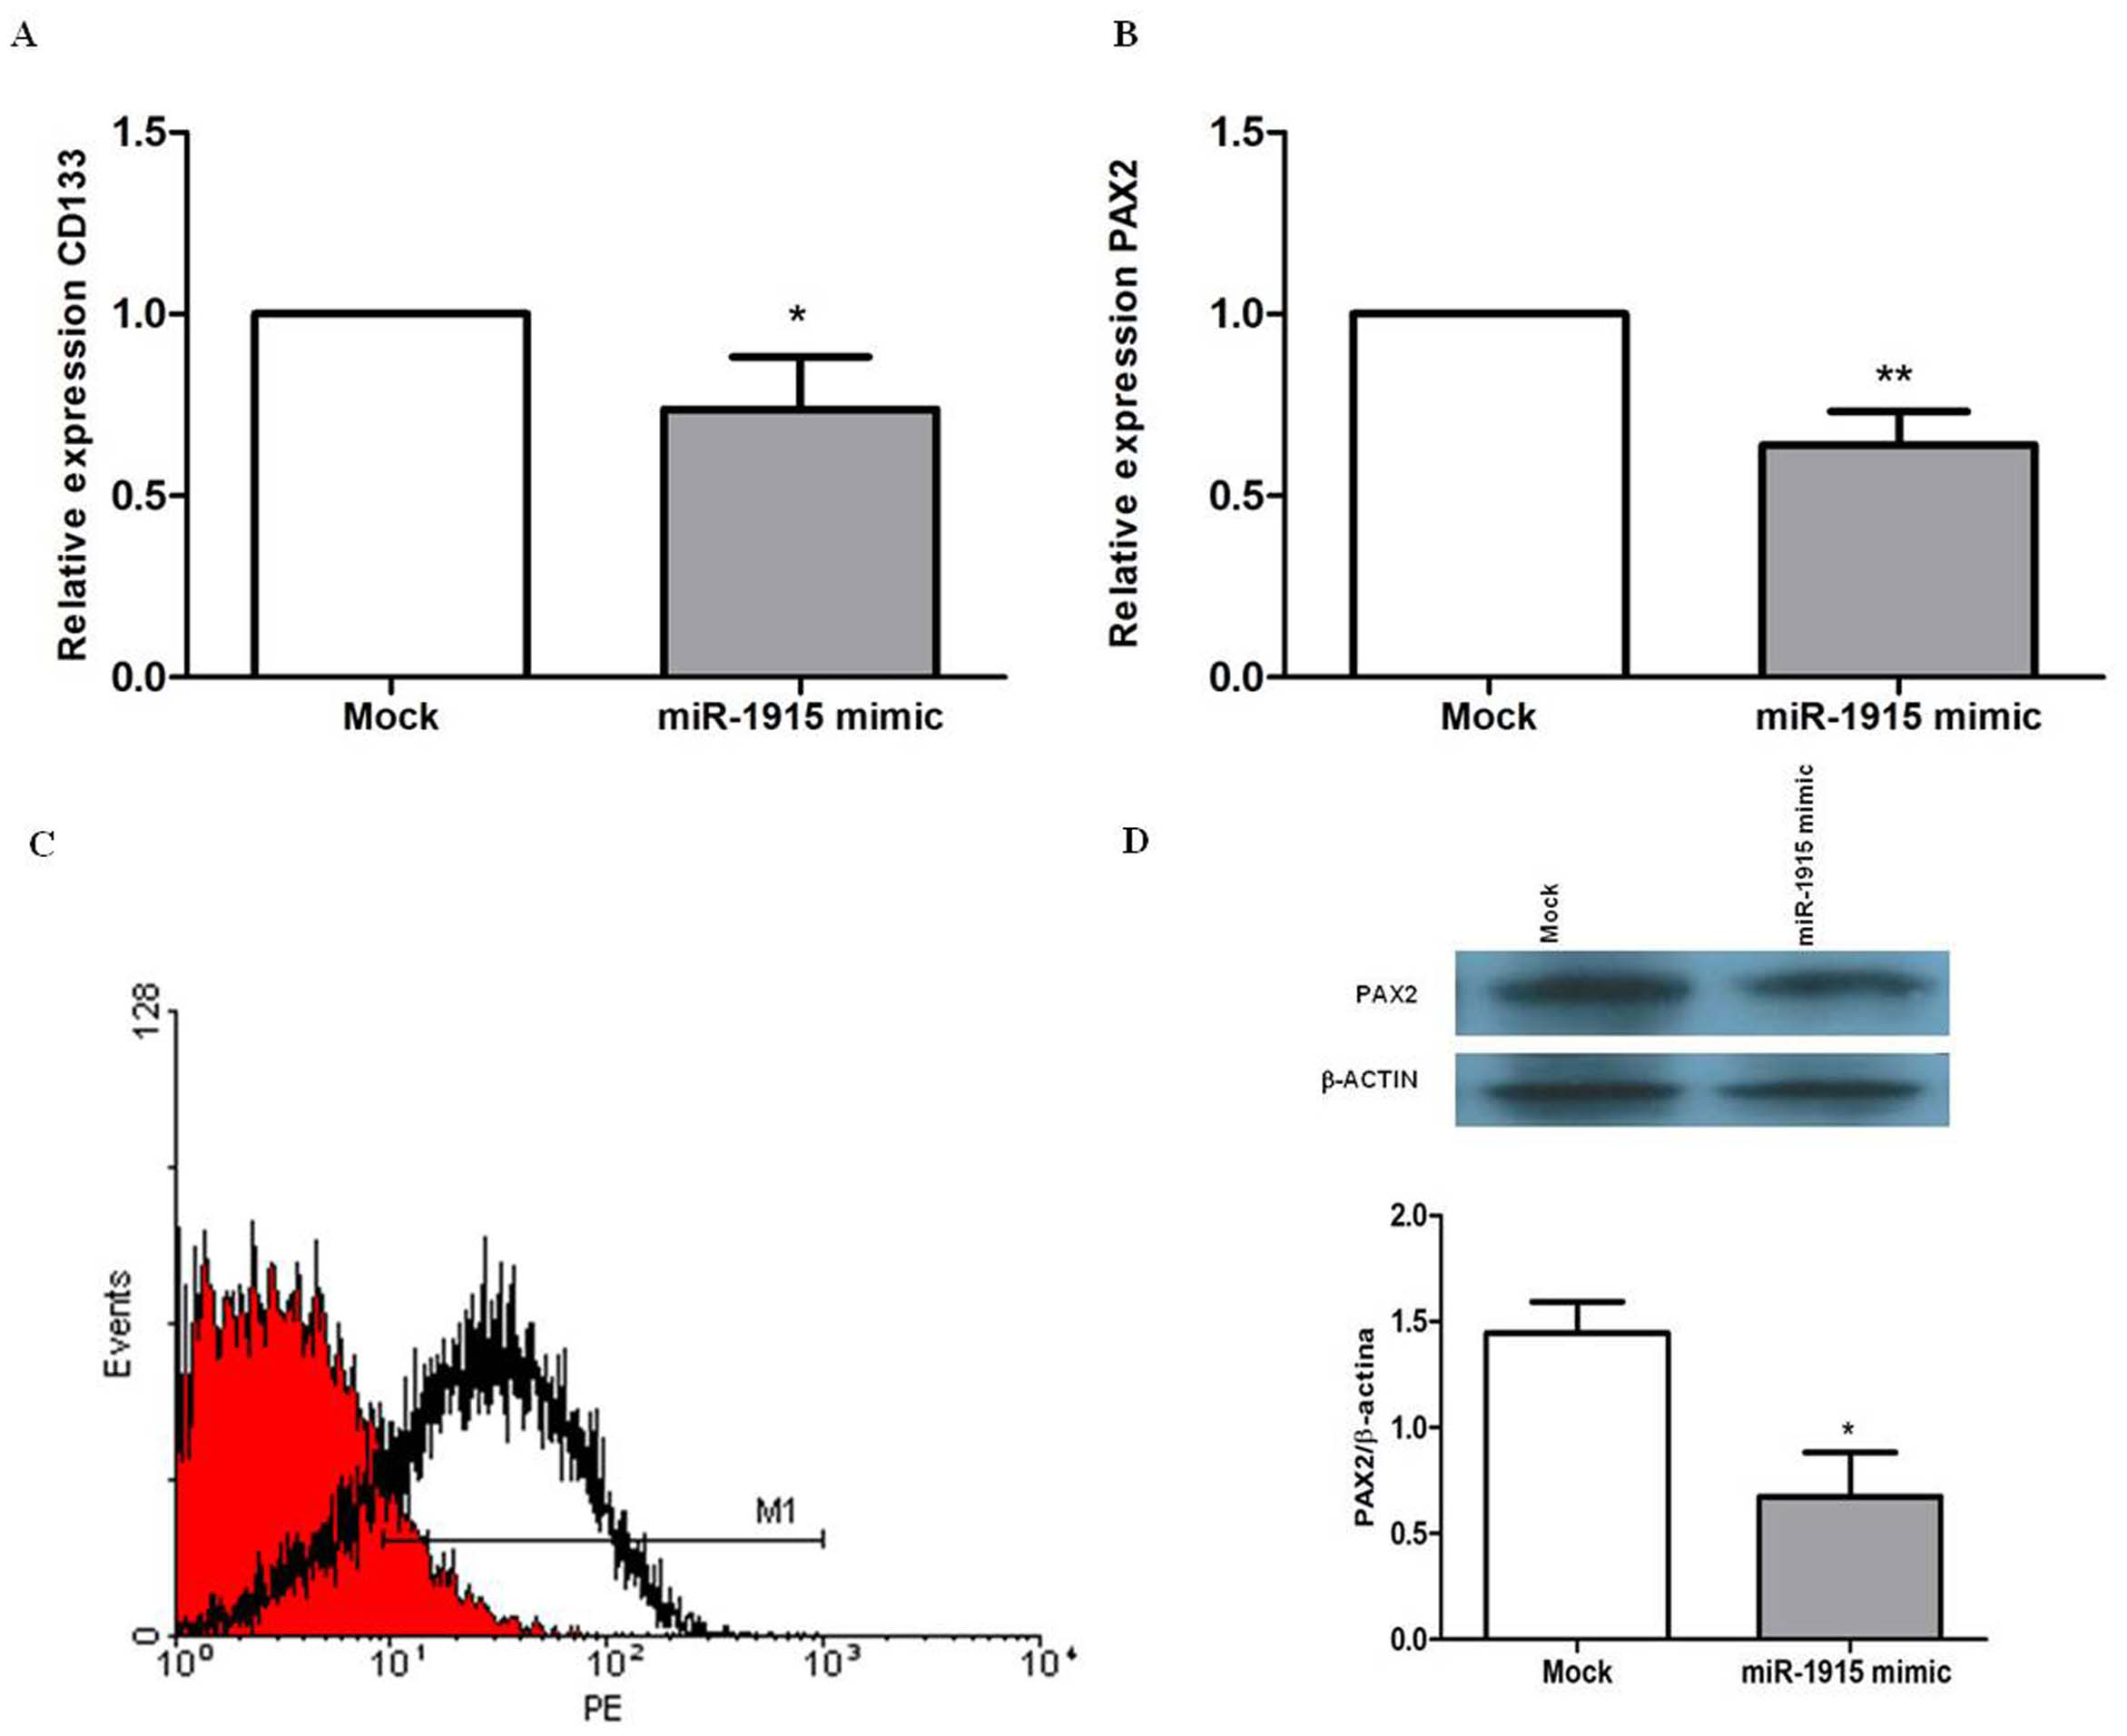 A
B
1.5
1.0
0.5
0.0
Relative expression CD133
*
Mock
miR-1915 mimic
1.5
1.0
0.5
0.0
Relative expression PAX2
**
Mock
miR-1915 mimic
C
128
0
Events
M1
10⁰ 10¹ 10² 10³ 10⁴
PE
D
Mock
miR-1915 mimic
PAX2
β-ACTIN
2.0
1.5
1.0
0.5
0.0
PAX2/β-actina
*
Mock
miR-1915 mimic